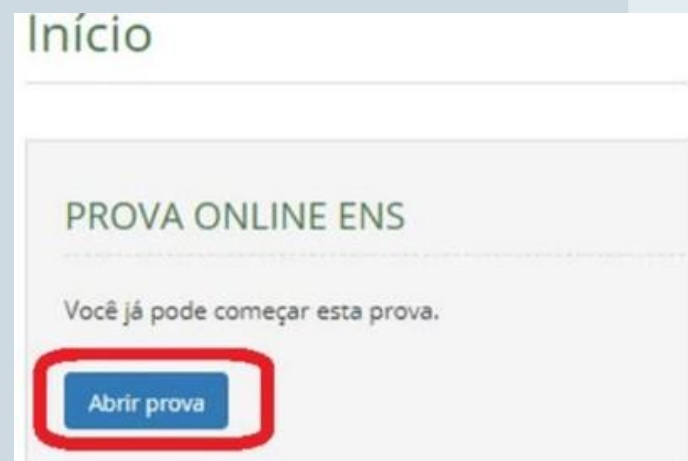 Início
PROVA ONLINE ENS
Você já pode começar esta prova.
Abrir prova